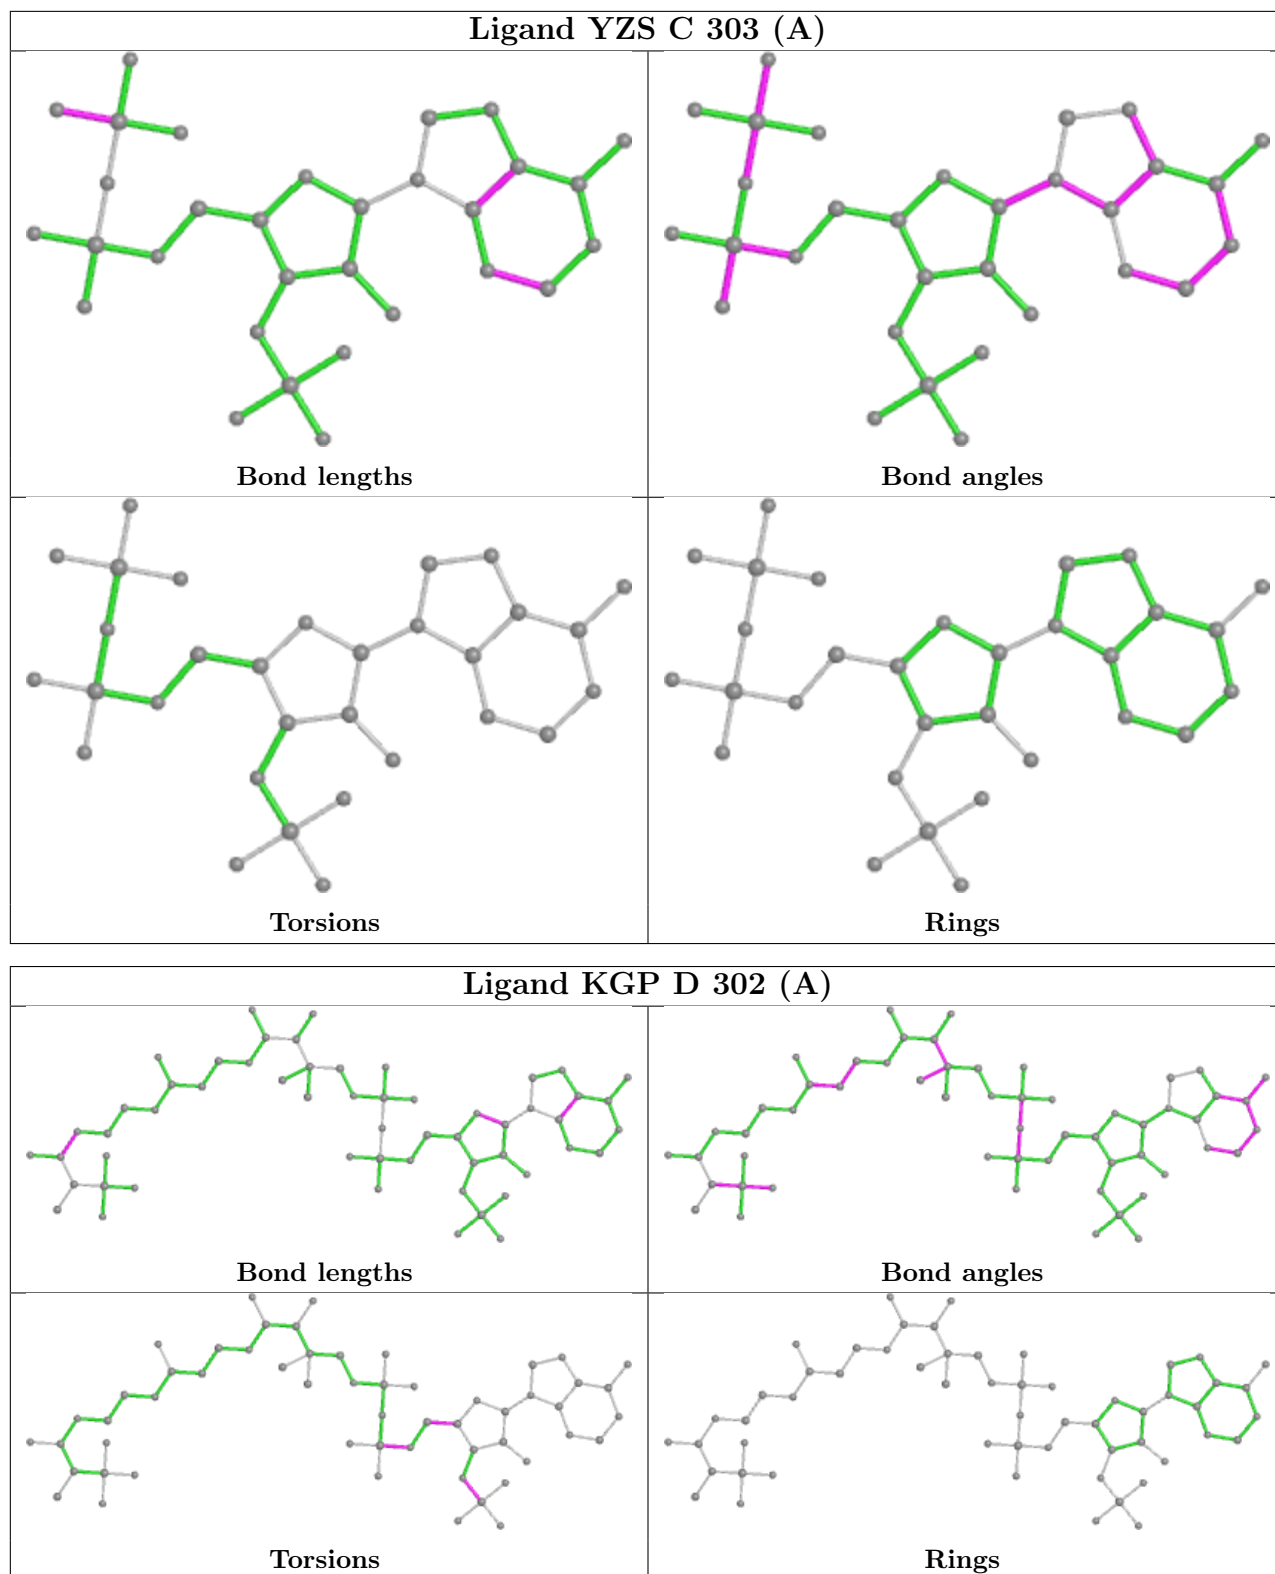 Ligand YZS C 303 (A)
Bond lengths
Bond angles
Torsions
Rings
Ligand KGP D 302 (A)
Bond lengths
Bond angles
Torsions
Rings